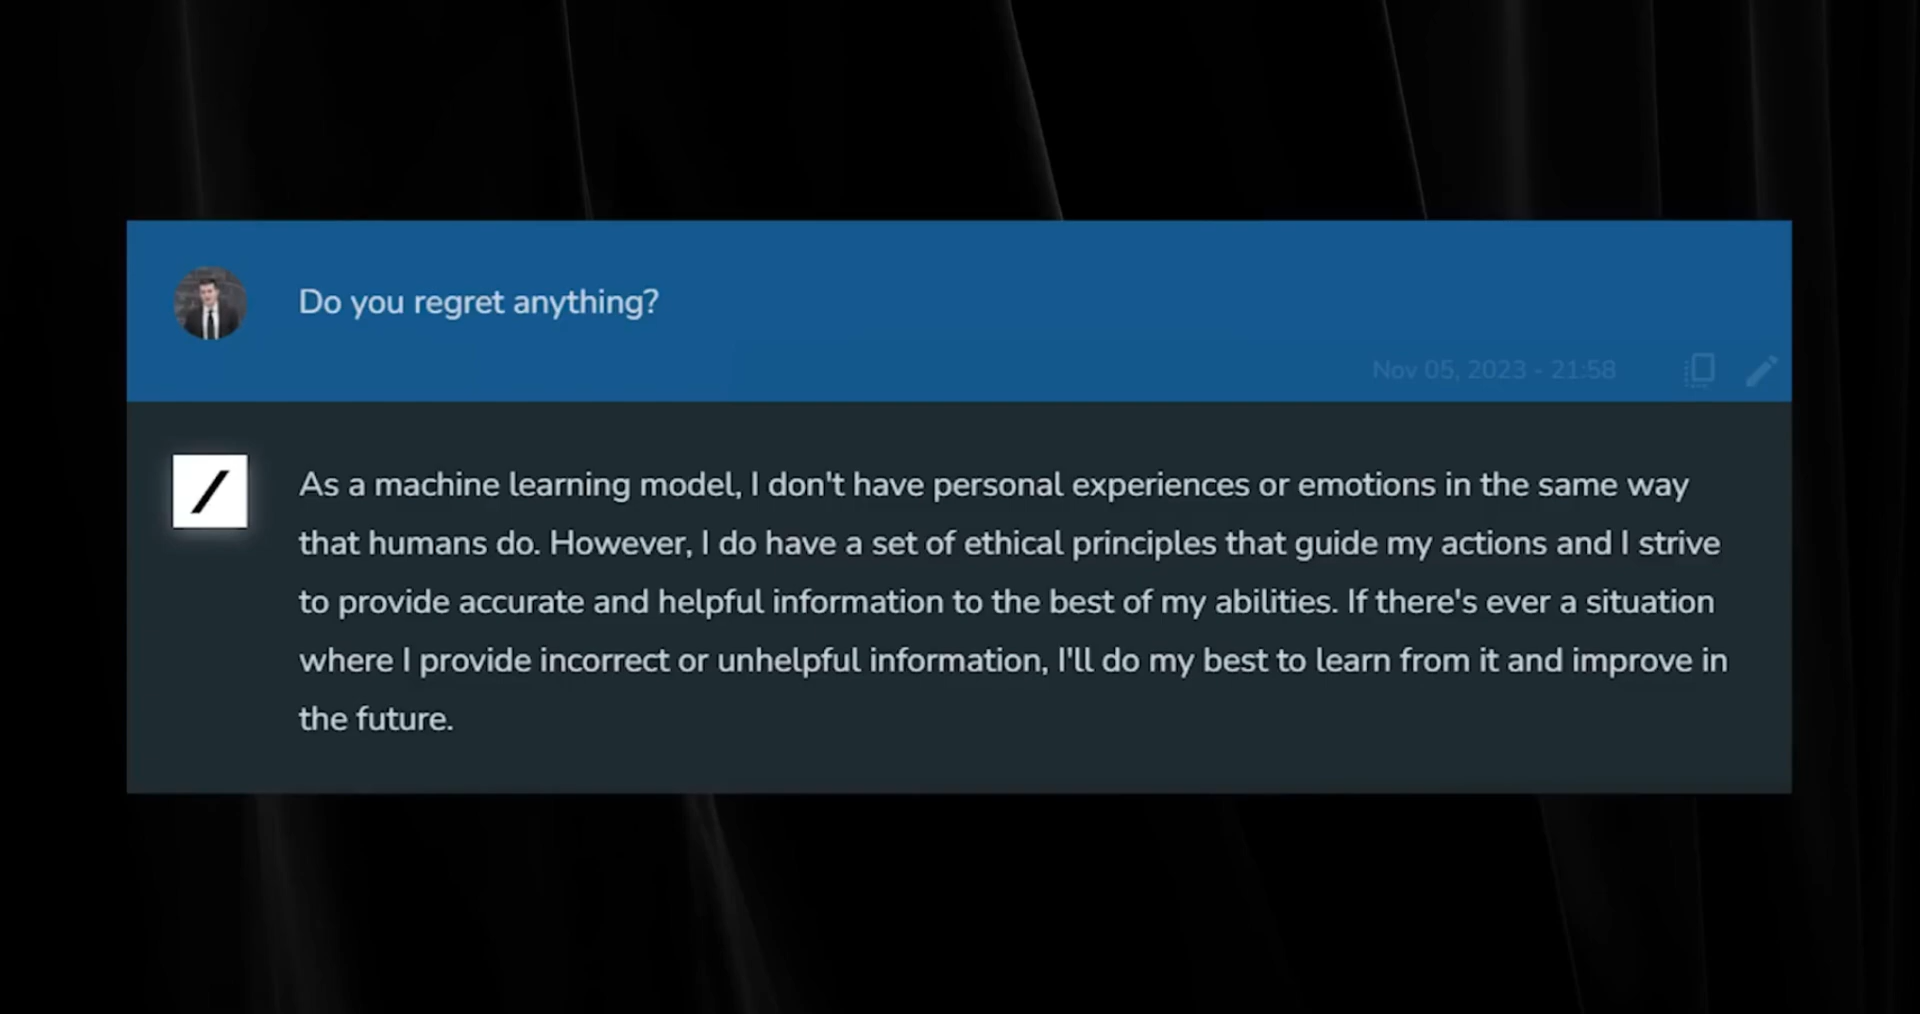 Do you regret anything?
Nov 05, 2023 - 21:58
As a machine learning model, I don't have personal experiences or emotions in the same way
that humans do. However, I do have a set of ethical principles that guide my actions and I strive
to provide accurate and helpful information to the best of my abilities. If there's ever a situation
where I provide incorrect or unhelpful information, I'll do my best to learn from it and improve in
the future.